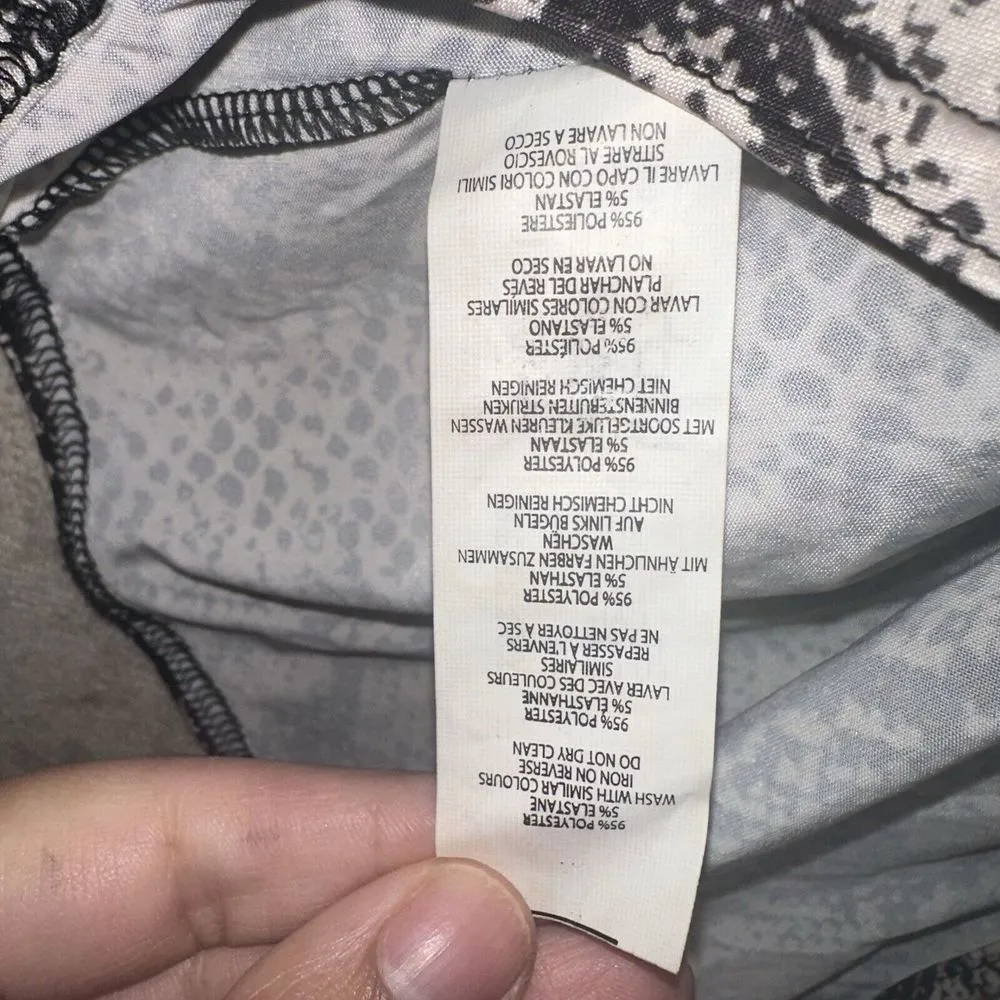 95% POLYESTER
5% ELASTANE
WASH WITH SIMILAR COLOURS
IRON ON REVERSE
DO NOT DRY CLEAN
95% POLYESTER
5% ELASTHANNE
LAVER AVEC DES COULEURS
SIMILAIRES
REPASSER À L'ENVERS
NE PAS NETTOYER À SEC
95% POLYESTER
5% ELASTHAN
MIT ÄHNLICHEN FARBEN ZUSAMMEN
WASCHEN
AUF LINKS BÜGELN
NICHT CHEMISCH REINIGEN
95% POLYESTER
5% ELASTAAN
MET SOORTGELIJKE KLEUREN WASSEN
BINNENSTEBUITEN STRIJKEN
NIET CHEMISCH REINIGEN
95% POLIÉSTER
5% ELASTANO
LAVAR CON COLORES SIMILARES
PLANCHAR DEL REVÉS
NO LAVAR EN SECO
95% POLIESTERE
5% ELASTAN
LAVARE IL CAPO CON COLORI SIMILI
SITRARE AL ROVESCIO
NON LAVARE A SECCO